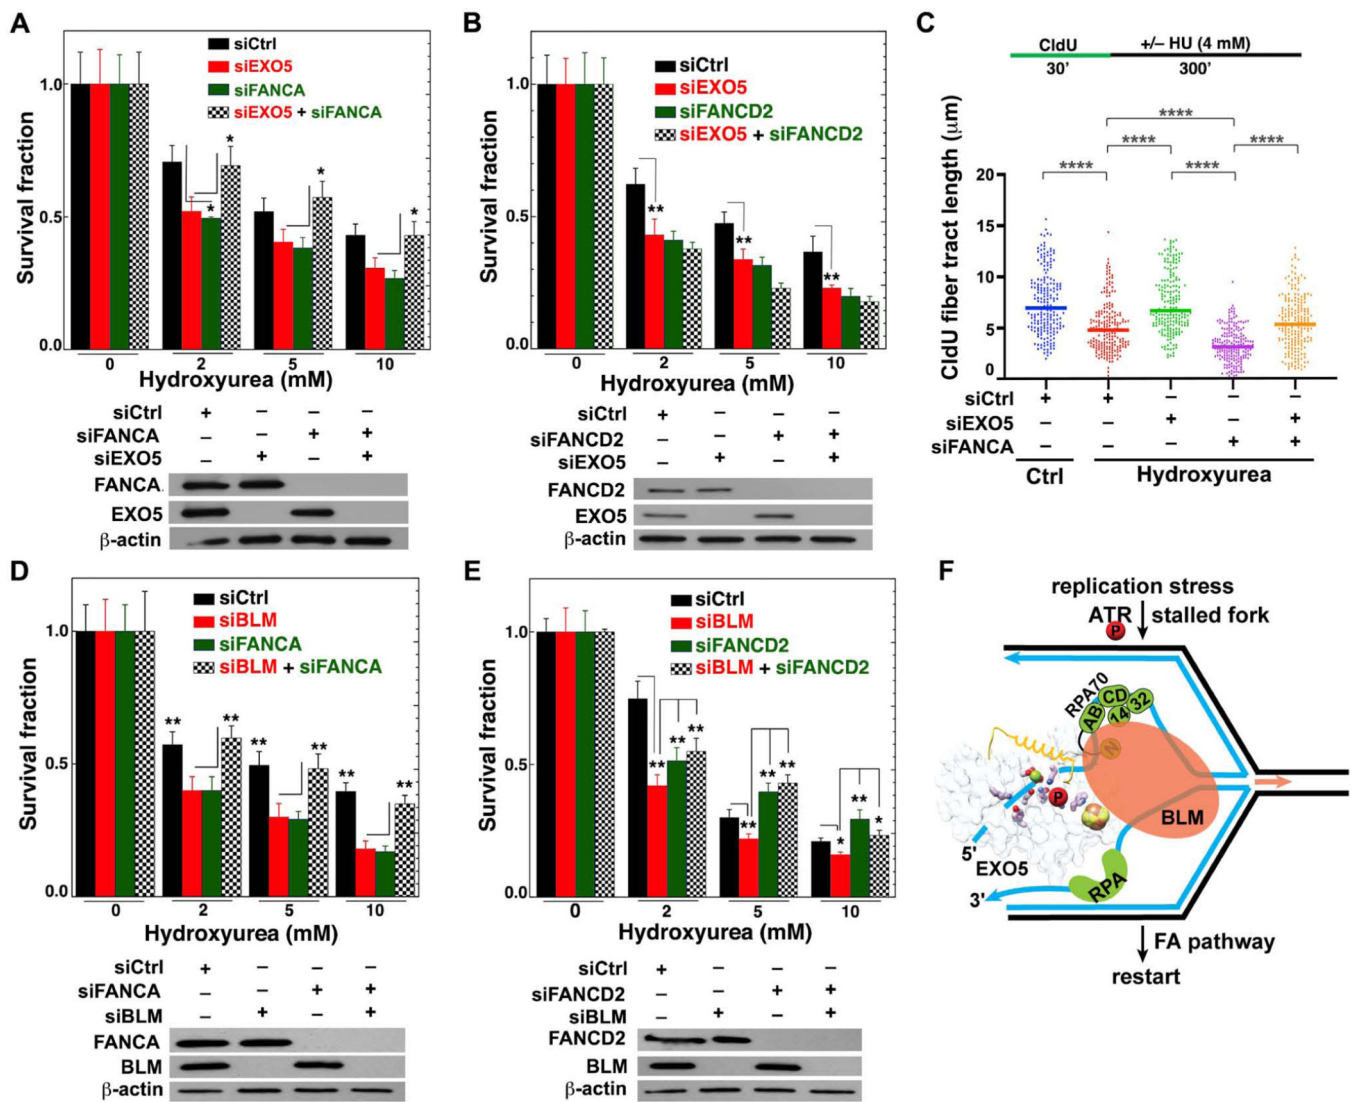 A
siCtrl
siEXO5
siFANCA
siEXO5 + siFANCA
Survival fraction
1.0
0.5
0.0
*
*
*
*
0
2
5
10
Hydroxyurea (mM)
siCtrl + – – –
siFANCA – – + +
siEXO5 – + – +
FANCA
EXO5
β-actin
B
siCtrl
siEXO5
siFANCD2
siEXO5 + siFANCD2
Survival fraction
1.0
0.5
0.0
**
**
**
0
2
5
10
Hydroxyurea (mM)
siCtrl + – – –
siFANCD2 – – + +
siEXO5 – + – +
FANCD2
EXO5
β-actin
C
CldU
+/– HU (4 mM)
30’
300’
CldU fiber tract length (μm)
20
15
10
5
0
****
****
****
****
****
siCtrl + + – – –
siEXO5 – – + – +
siFANCA – – – + +
Ctrl
Hydroxyurea
D
siCtrl
siBLM
siFANCA
siBLM + siFANCA
Survival fraction
1.0
0.5
0.0
**
**
**
**
**
**
0
2
5
10
Hydroxyurea (mM)
siCtrl + – – –
siFANCA – – + +
siBLM – + – +
FANCA
BLM
β-actin
E
siCtrl
siBLM
siFANCD2
siBLM + siFANCD2
Survival fraction
1.0
0.5
0.0
**
**
**
**
**
**
*
**
*
0
2
5
10
Hydroxyurea (mM)
siCtrl + – – –
siFANCD2 – – + +
siBLM – + – +
FANCD2
BLM
β-actin
F
replication stress
ATR
P
stalled fork
RPA70
AB
CD
14
32
N
P
BLM
5'
EXO5
3'
RPA
FA pathway
restart